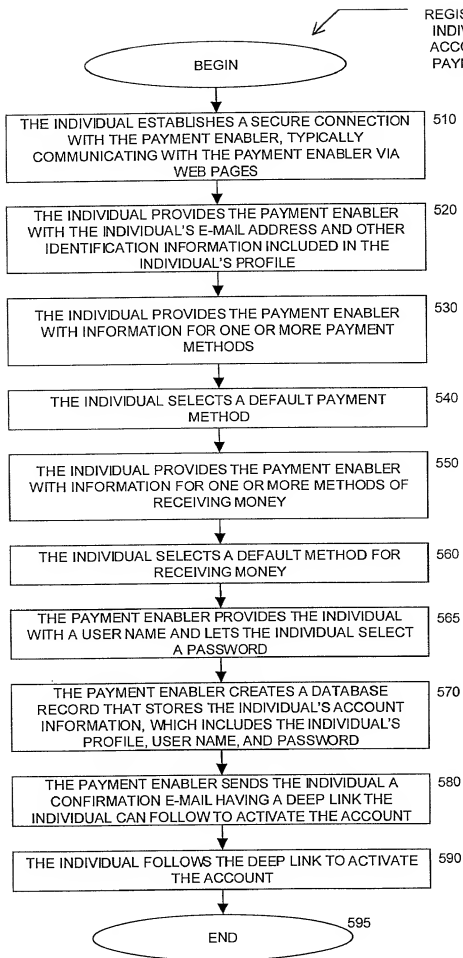 REGIS
INDIV
ACCO
PAYM
BEGIN
THE INDIVIDUAL ESTABLISHES A SECURE CONNECTION
WITH THE PAYMENT ENABLER, TYPICALLY
COMMUNICATING WITH THE PAYMENT ENABLER VIA
WEB PAGES
510
THE INDIVIDUAL PROVIDES THE PAYMENT ENABLER
WITH THE INDIVIDUAL'S E-MAIL ADDRESS AND OTHER
IDENTIFICATION INFORMATION INCLUDED IN THE
INDIVIDUAL'S PROFILE
520
THE INDIVIDUAL PROVIDES THE PAYMENT ENABLER
WITH INFORMATION FOR ONE OR MORE PAYMENT
METHODS
530
THE INDIVIDUAL SELECTS A DEFAULT PAYMENT
METHOD
540
THE INDIVIDUAL PROVIDES THE PAYMENT ENABLER
WITH INFORMATION FOR ONE OR MORE METHODS OF
RECEIVING MONEY
550
THE INDIVIDUAL SELECTS A DEFAULT METHOD FOR
RECEIVING MONEY
560
THE PAYMENT ENABLER PROVIDES THE INDIVIDUAL
WITH A USER NAME AND LETS THE INDIVIDUAL SELECT
A PASSWORD
565
THE PAYMENT ENABLER CREATES A DATABASE
RECORD THAT STORES THE INDIVIDUAL'S ACCOUNT
INFORMATION, WHICH INCLUDES THE INDIVIDUAL'S
PROFILE, USER NAME, AND PASSWORD
570
THE PAYMENT ENABLER SENDS THE INDIVIDUAL A
CONFIRMATION E-MAIL HAVING A DEEP LINK THE
INDIVIDUAL CAN FOLLOW TO ACTIVATE THE ACCOUNT
580
THE INDIVIDUAL FOLLOWS THE DEEP LINK TO ACTIVATE
THE ACCOUNT
590
END
595